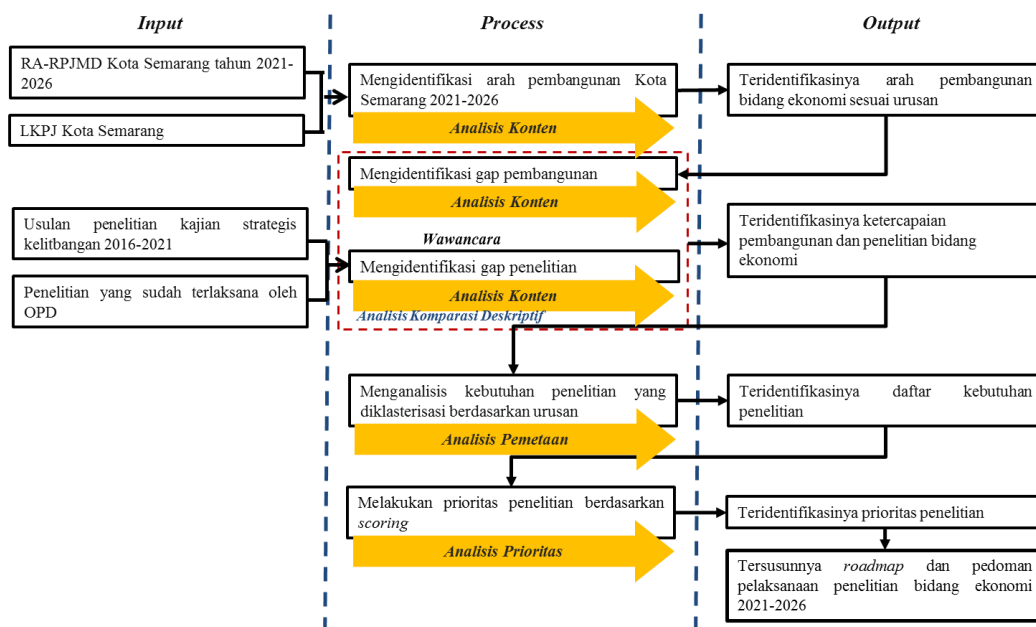 Input
Process
Output
RA-RPJMD Kota Semarang tahun 2021-
2026
LKPJ Kota Semarang
Mengidentifikasi arah pembangunan Kota
Semarang 2021-2026
Analisis Konten
Teridentifikasinya arah pembangunan
bidang ekonomi sesuai urusan
Mengidentifikasi gap pembangunan
Analisis Konten
Usulan penelitian kajian strategis
kelitbangan 2016-2021
Penelitian yang sudah terlaksana oleh
OPD
Wawancara
Mengidentifikasi gap penelitian
Analisis Konten
Analisis Komparasi Deskriptif
Teridentifikasinya ketercapaian
pembangunan dan penelitian bidang
ekonomi
Menganalisis kebutuhan penelitian yang
diklasterisasi berdasarkan urusan
Analisis Pemetaan
Teridentifikasinya daftar kebutuhan
penelitian
Melakukan prioritas penelitian berdasarkan
scoring
Analisis Prioritas
Teridentifikasinya prioritas penelitian
Tersusunnya roadmap dan pedoman
pelaksanaan penelitian bidang ekonomi
2021-2026